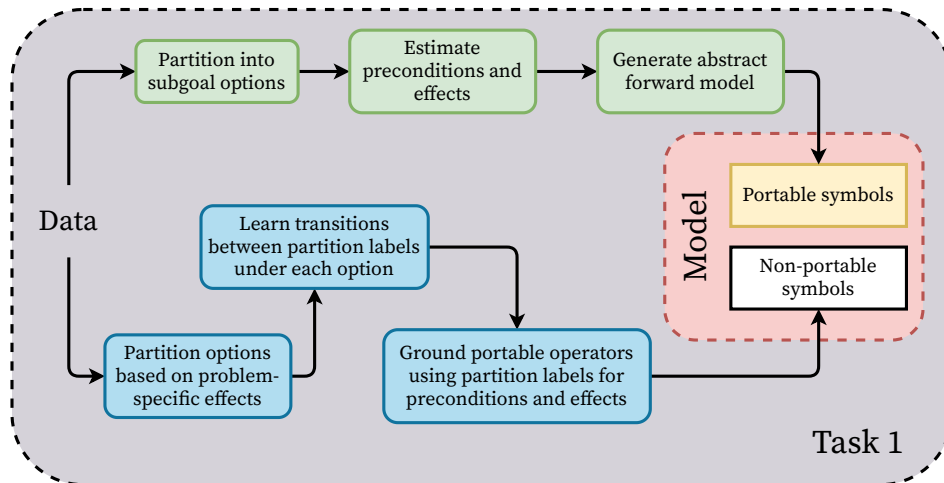 Partition into
subgoal options
Estimate
preconditions and
effects
Generate abstract
forward model
Data
Learn transitions
between partition labels
under each option
Partition options
based on problem-
specific effects
Ground portable operators
using partition labels for
preconditions and effects
Model
Portable symbols
Non-portable
symbols
Task 1